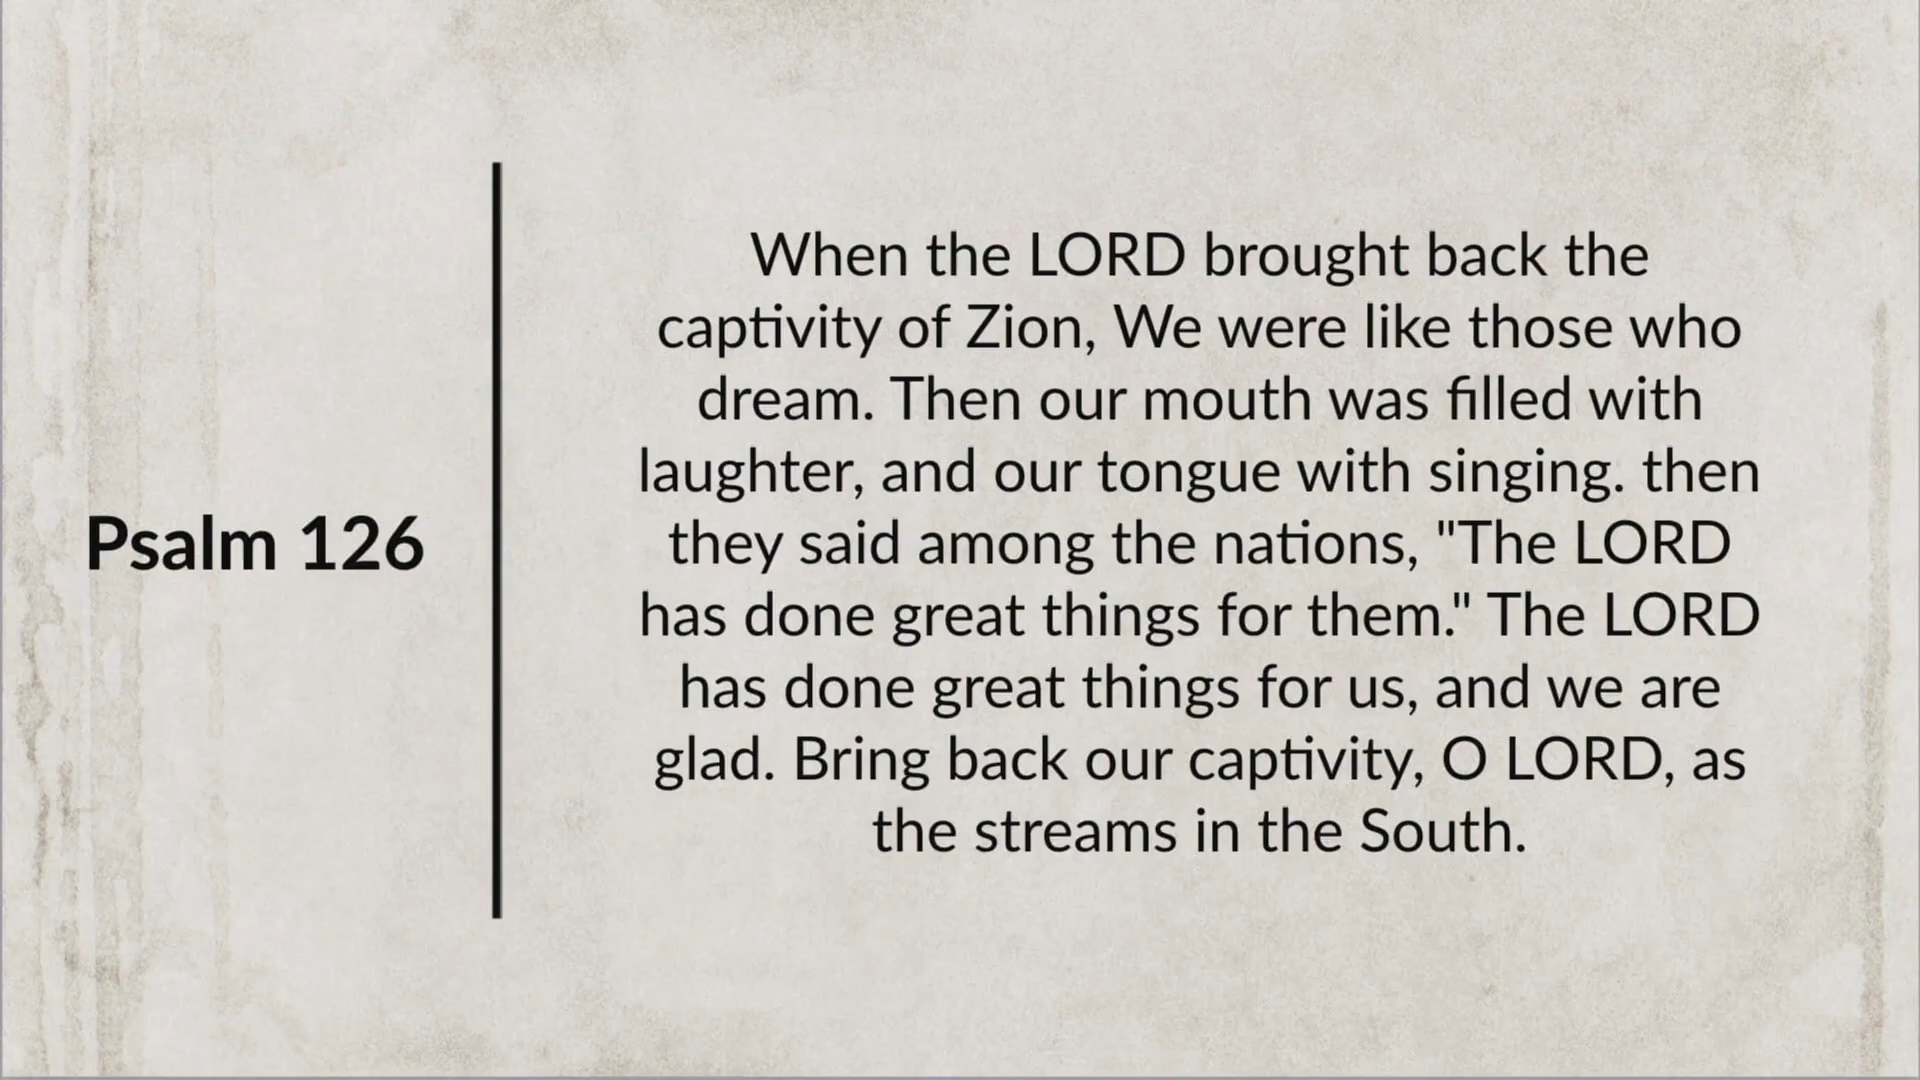 Psalm 126
When the LORD brought back the
captivity of Zion, We were like those who
dream. Then our mouth was filled with
laughter, and our tongue with singing. then
they said among the nations, "The LORD
has done great things for them." The LORD
has done great things for us, and we are
glad. Bring back our captivity, O LORD, as
the streams in the South.